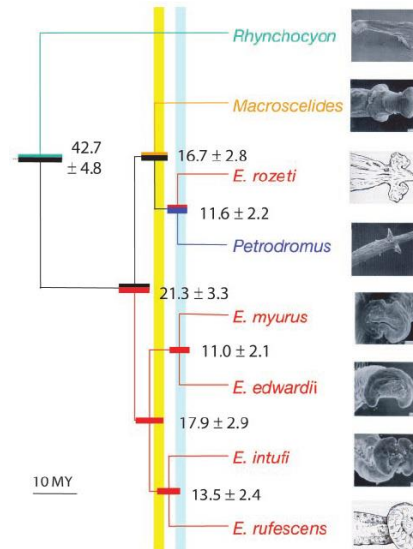 Rhynchocyon
Macroscelides
42.7
± 4.8
16.7 ± 2.8
E. rozeti
11.6 ± 2.2
Petrodromus
21.3 ± 3.3
E. myurus
11.0 ± 2.1
E. edwardii
17.9 ± 2.9
E. intufi
10 MY
13.5 ± 2.4
E. rufescens